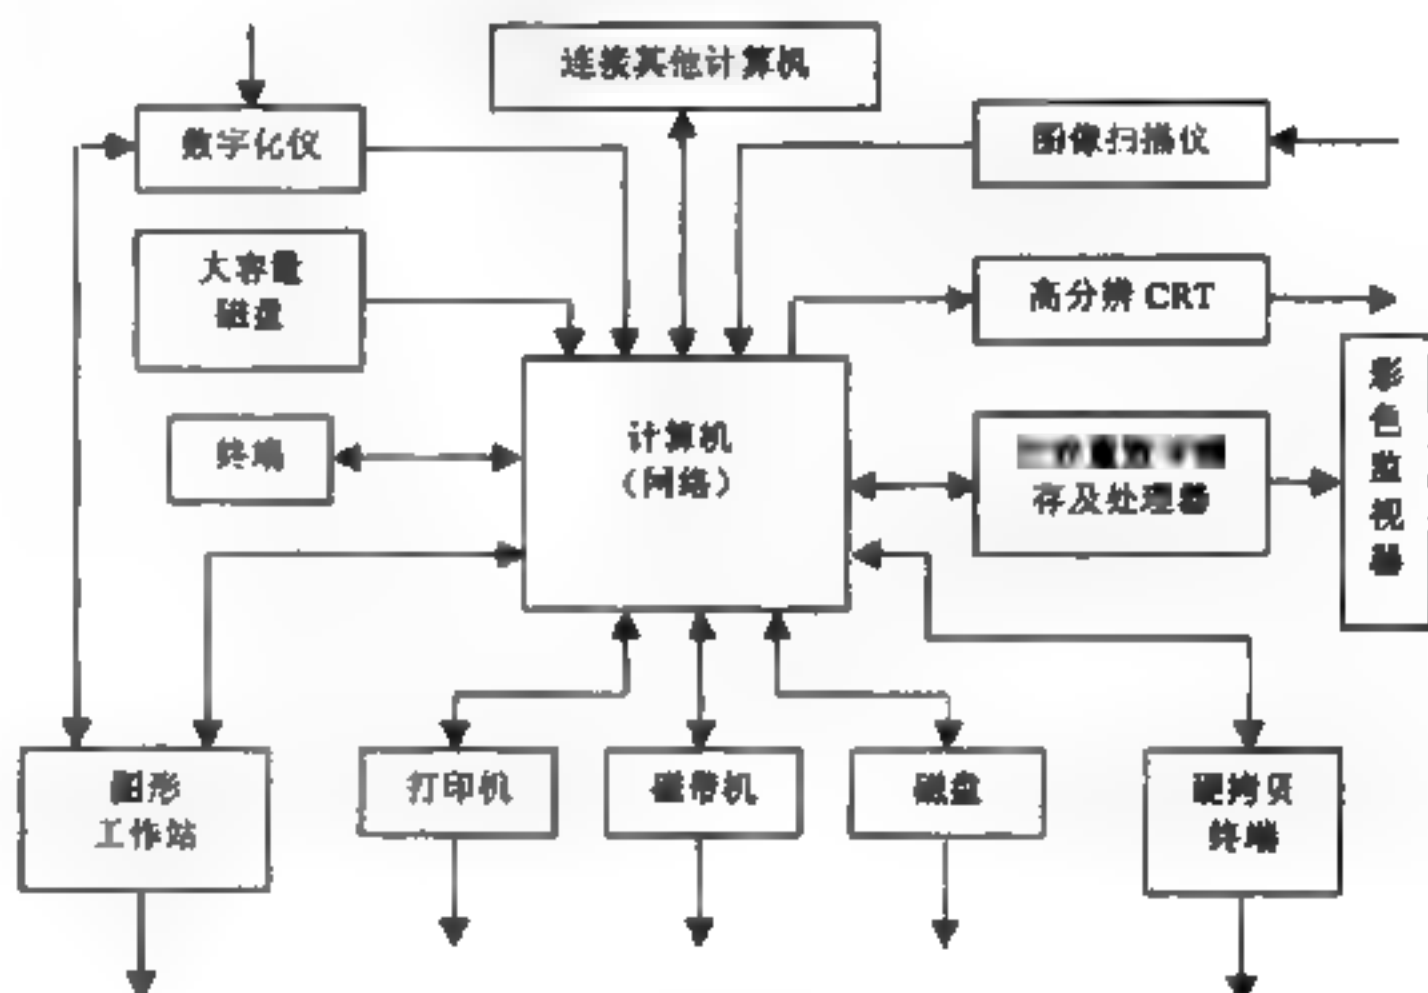 连接其他计算机
数字化仪
图像扫描仪
大容量
磁盘
高分辨 CRT
彩色监视器
终端
计算机
（网络）
存及处理器
图形
工作站
打印机
磁带机
磁盘
硬拷贝
终端